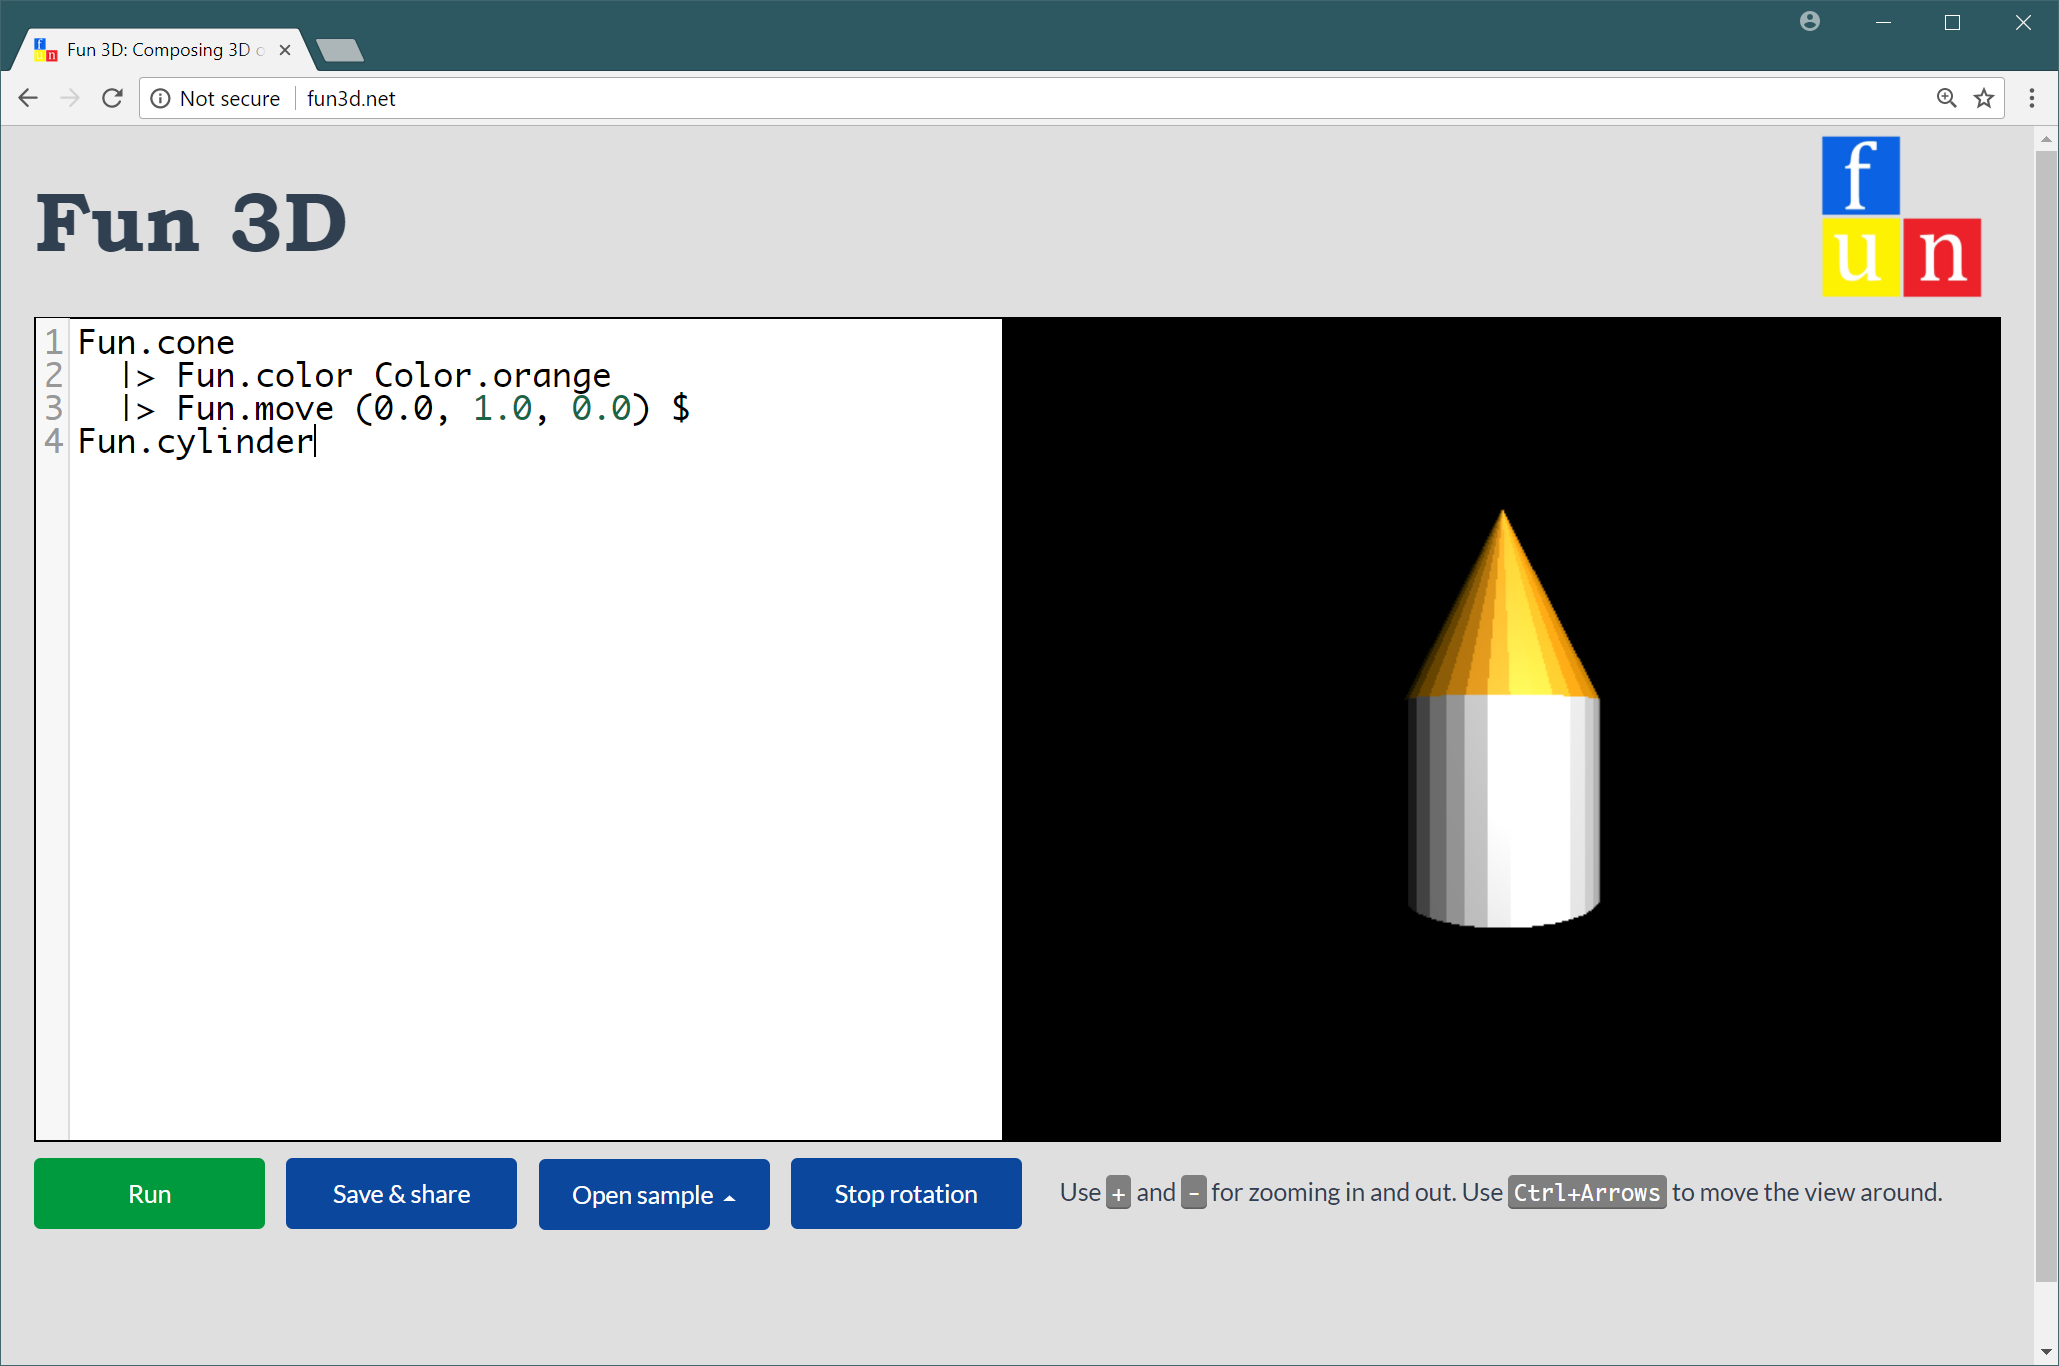 Fun 3D: Composing 3D o
Not secure
fun3d.net
Fun 3D
f
u n
1 Fun.cone
2 |> Fun.color Color.orange
3 |> Fun.move (0.0, 1.0, 0.0) $
4 Fun.cylinder
Run
Save & share
Open sample
Stop rotation
Use + and - for zooming in and out. Use Ctrl+Arrows to move the view around.